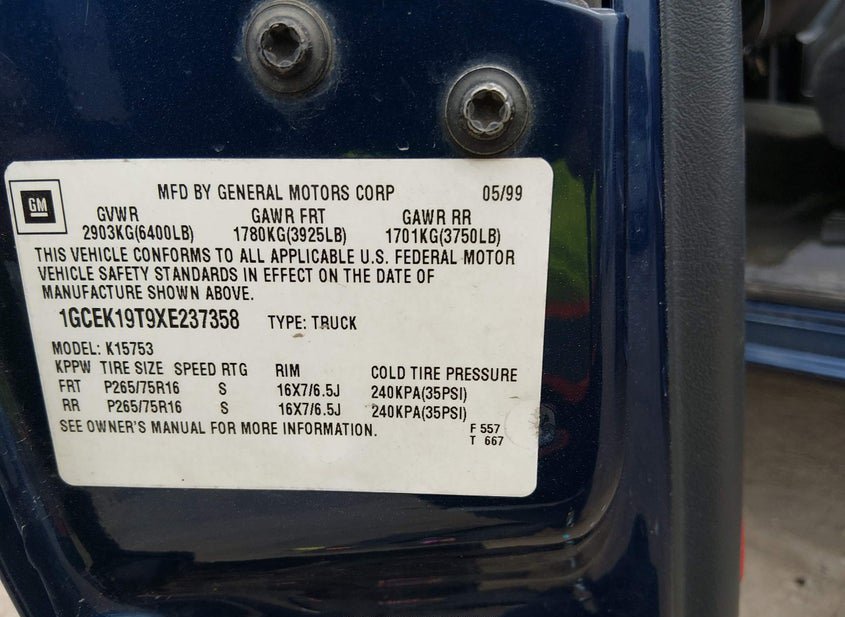 GM
MFD BY GENERAL MOTORS CORP 05/99
GVWR GAWR FRT GAWR RR
2903KG(6400LB) 1780KG(3925LB) 1701KG(3750LB)
THIS VEHICLE CONFORMS TO ALL APPLICABLE U.S. FEDERAL MOTOR
VEHICLE SAFETY STANDARDS IN EFFECT ON THE DATE OF
MANUFACTURE SHOWN ABOVE.
1GCEK19T9XE237358 TYPE: TRUCK
MODEL: K15753
KPPW TIRE SIZE SPEED RTG RIM COLD TIRE PRESSURE
FRT P265/75R16 S 16X7/6.5J 240KPA(35PSI)
RR P265/75R16 S 16X7/6.5J 240KPA(35PSI)
SEE OWNER'S MANUAL FOR MORE INFORMATION. F 557
T 667